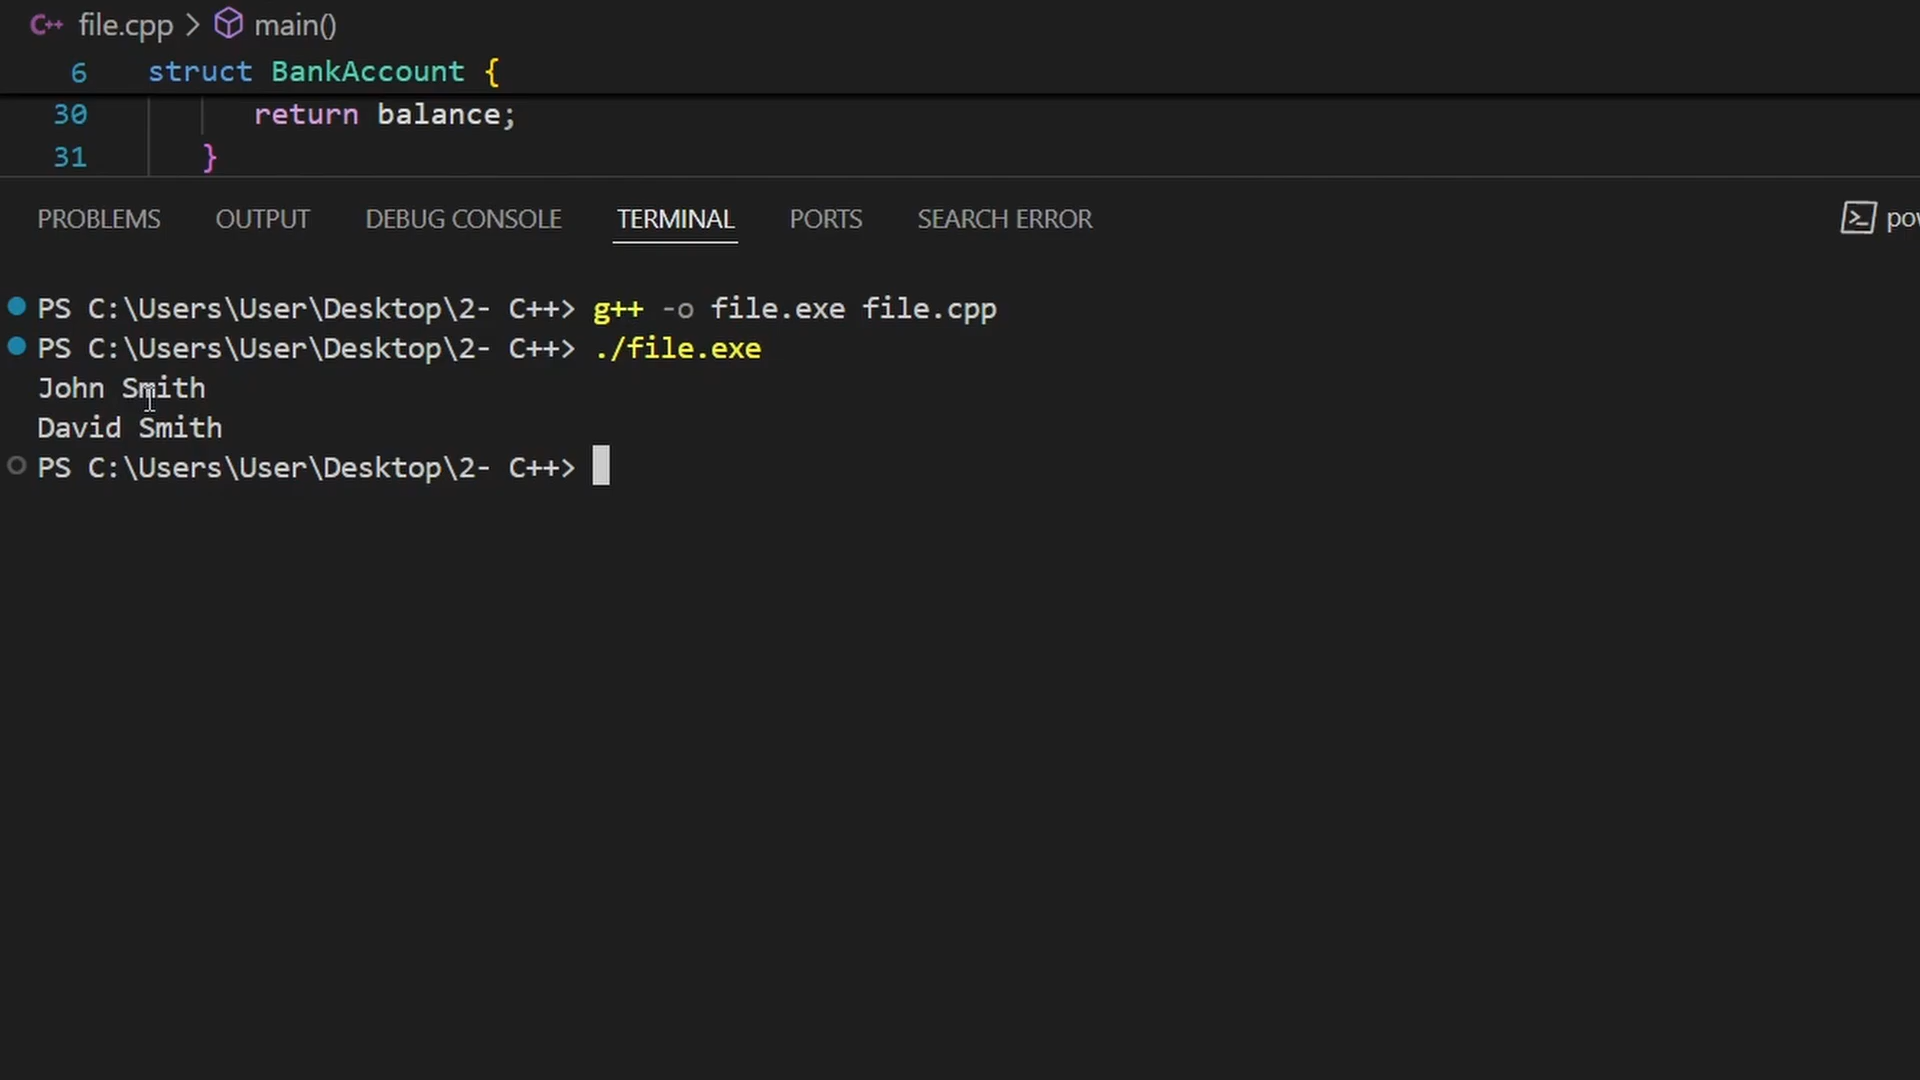 C++ file.cpp > main()
6 struct BankAccount {
30 return balance;
31 }
PROBLEMS OUTPUT DEBUG CONSOLE TERMINAL PORTS SEARCH ERROR pow
PS C:\Users\User\Desktop\2- C++> g++ -o file.exe file.cpp
PS C:\Users\User\Desktop\2- C++> ./file.exe
John Smith
David Smith
PS C:\Users\User\Desktop\2- C++>